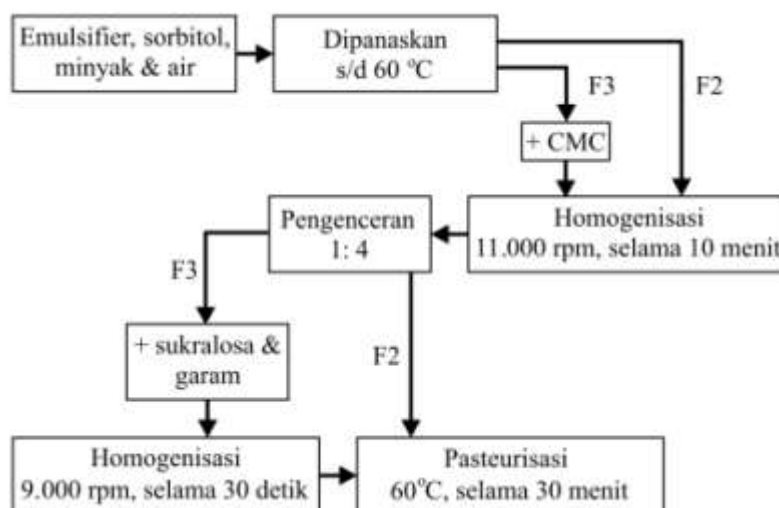 Emulsifier, sorbitol,
minyak & air
Dipanaskan
s/d 60 °C
F3
F2
+ CMC
Homogenisasi
11.000 rpm, selama 10 menit
Pengenceran
1: 4
F3
+ sukralosa &
garam
F2
Homogenisasi
9.000 rpm, selama 30 detik
Pasteurisasi
60°C, selama 30 menit